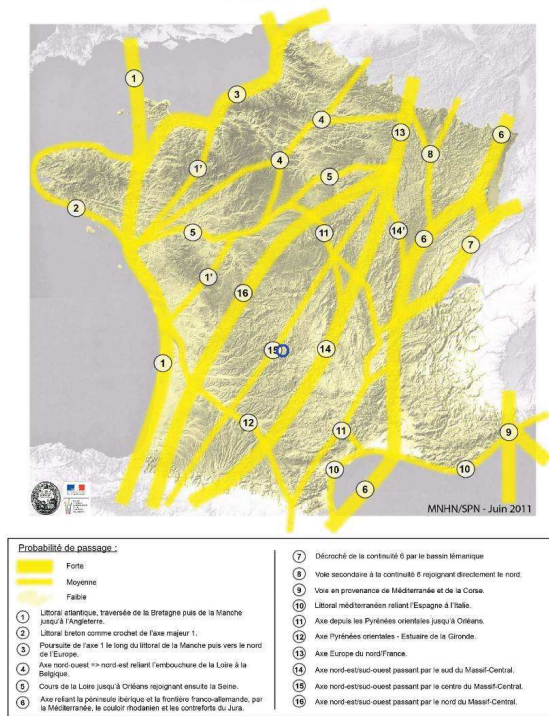 1
3
4
13
6
8
1'
4
5
2
5
11
14'
6
7
1'
16
15
14
1
12
11
9
10
10
6
MNHN/SPN - Juin 2011
Probabilité de passage :
Forte
Moyenne
Faible
1 Littoral atlantique, traversée de la Bretagne puis de la Manche
jusqu'à l'Angleterre.
2 Littoral breton comme crochet de l'axe majeur 1.
3 Poursuite de l'axe 1 le long du littoral de la Manche puis vers le nord
de l'Europe.
4 Axe nord-ouest => nord-est reliant l'embouchure de la Loire à la
Belgique.
5 Cours de la Loire jusqu'à Orléans rejoignant ensuite la Seine.
6 Axe reliant la péninsule ibérique et la frontière franco-allemande, par
la Méditerranée, le couloir rhodanien et les contreforts du Jura.
7 Décroché de la continuité 6 par le bassin lémanique
8 Voie secondaire à la continuité 6 rejoignant directement le nord.
9 Voie en provenance de Méditerranée et de la Corse.
10 Littoral méditerranéen reliant l'Espagne à l'Italie.
11 Axe depuis les Pyrénées orientales jusqu'à Orléans.
12 Axe Pyrénées orientales - Estuaire de la Gironde.
13 Axe Europe du nord/France.
14 Axe nord-est/sud-ouest passant par le sud du Massif-Central.
15 Axe nord-est/sud-ouest passant par le centre du Massif-Central.
16 Axe nord-est/sud-ouest passant par le nord du Massif-Central.